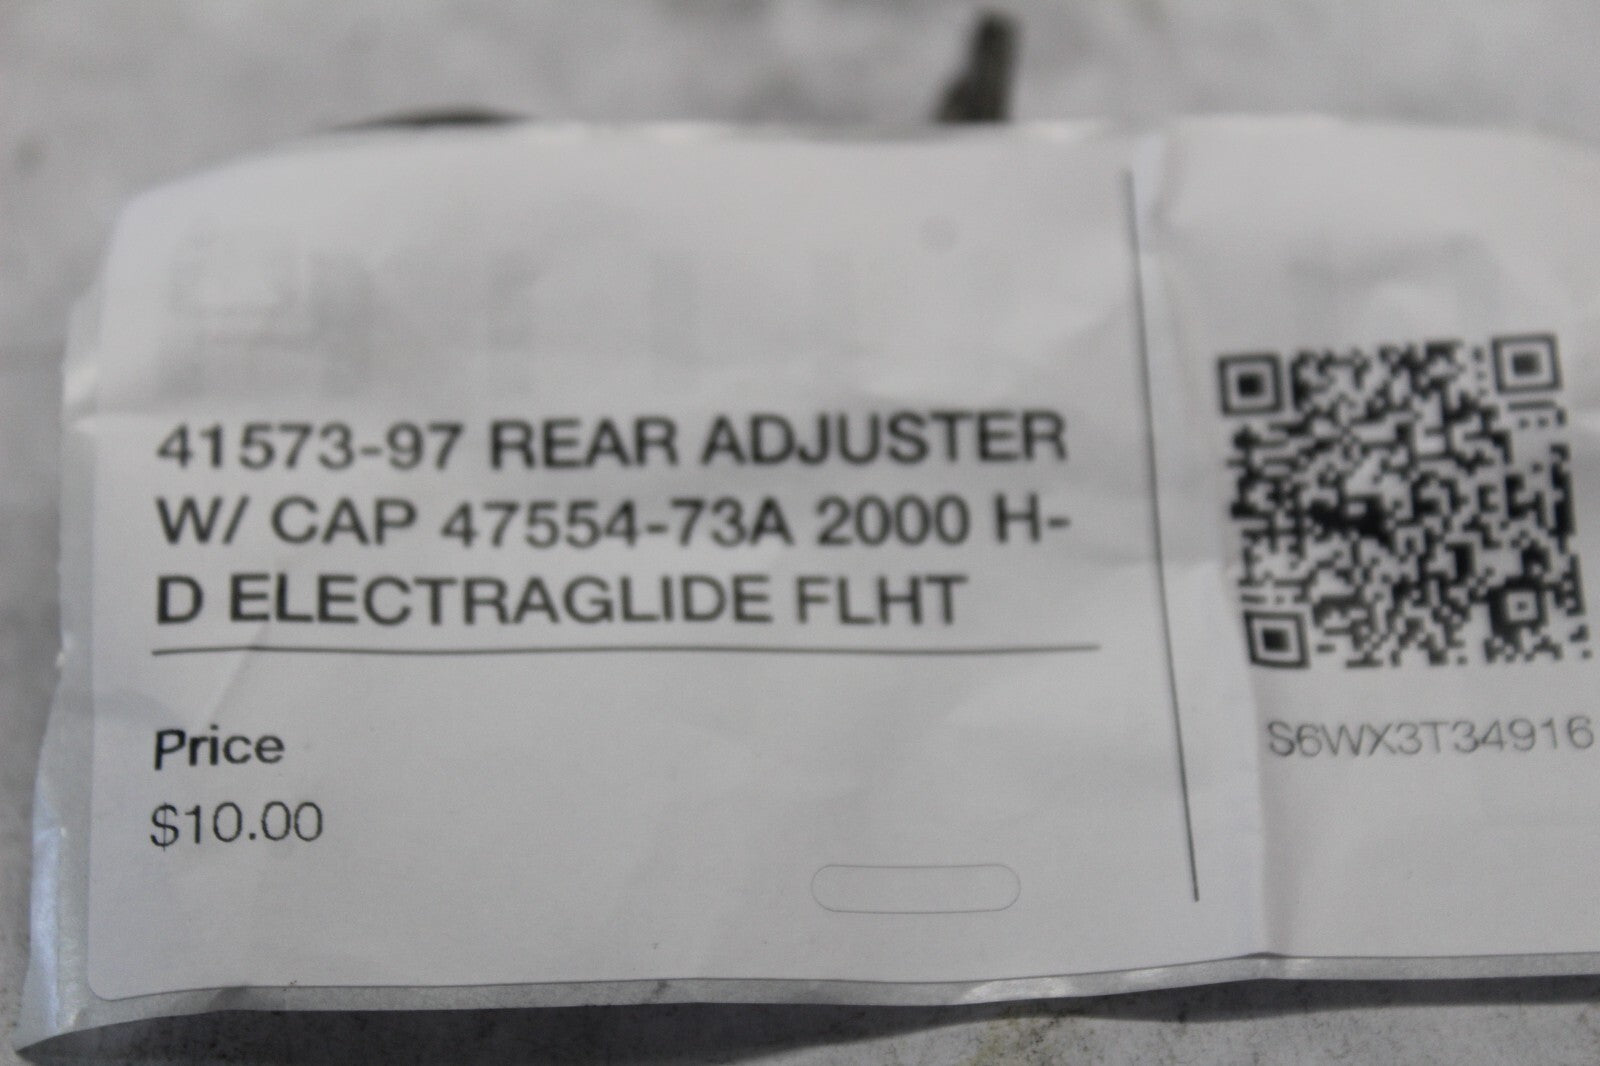 41573-97 REAR ADJUSTER
W/ CAP 47554-73A 2000 H-
D ELECTRAGLIDE FLHT
Price
$10.00
S6WX3T34916